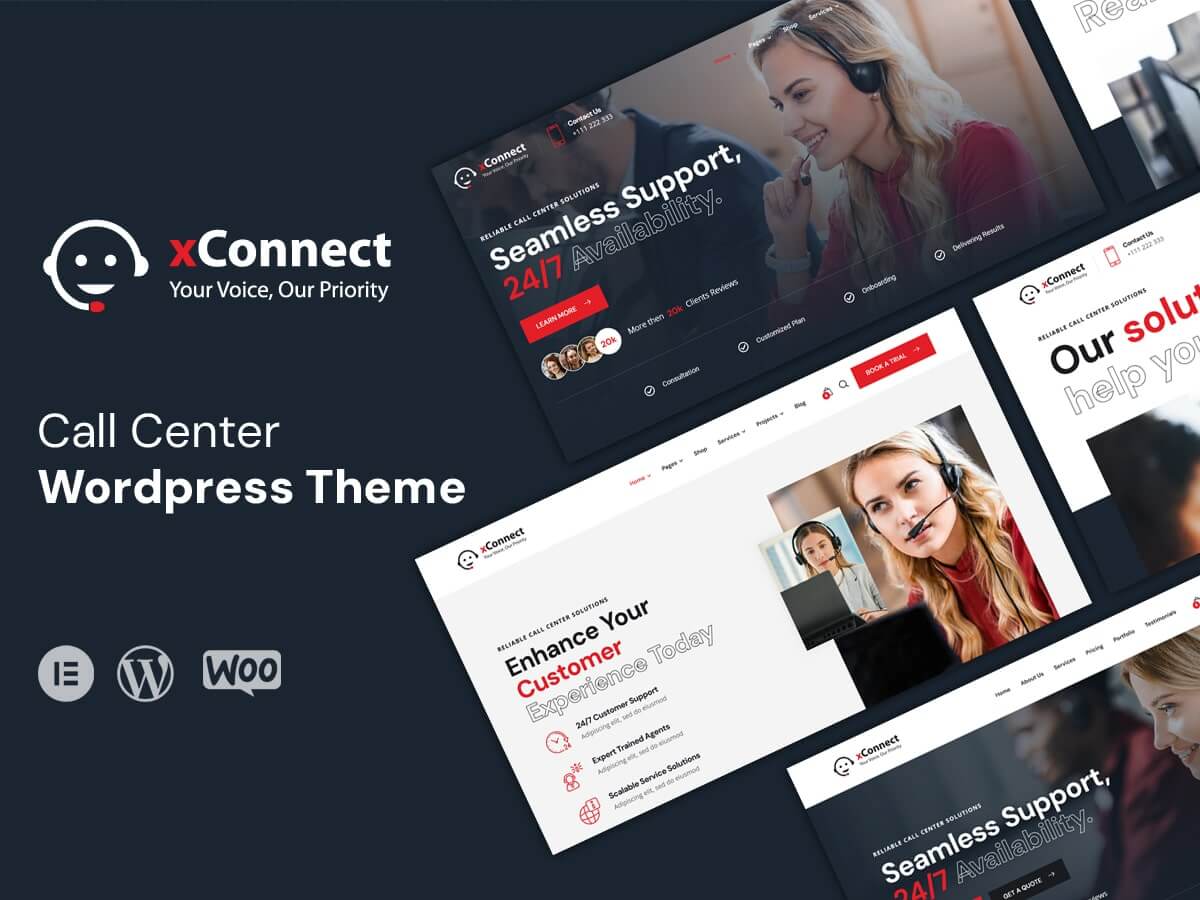 xConnect
Your Voice, Our Priority
Call Center
Wordpress Theme
WOO
xConnect
Your Voice, Our Priority
Contact Us
+111 222 333
Home
Pages
Shop
Services
RELIABLE CALL CENTER SOLUTIONS
Seamless Support,
24/7 Availability.
LEARN MORE
20k
More then 20k Clients Reviews
Consultation
Customized Plan
Onboarding
Delivering Results
xConnect
Your Voice, Our Priority
Home
Pages
Shop
Services
Projects
Blog
BOOK A TRIAL
RELIABLE CALL CENTER SOLUTIONS
Enhance Your
Customer
Experience Today
24/7 Customer Support
Adipiscing elit, sed do eiusmod
Expert Trained Agents
Adipiscing elit, sed do eiusmod
Scalable Service Solutions
Adipiscing elit, sed do eiusmod
xConnect
Your Voice, Our Priority
Contact Us
+111 222 333
RELIABLE CALL CENTER SOLUTIONS
Our
help
xConnect
Your Voice, Our Priority
Home
About Us
Services
Pricing
Portfolio
Testimonials
RELIABLE CALL CENTER SOLUTIONS
Seamless Support,
24/7 Availability.
GET A QUOTE